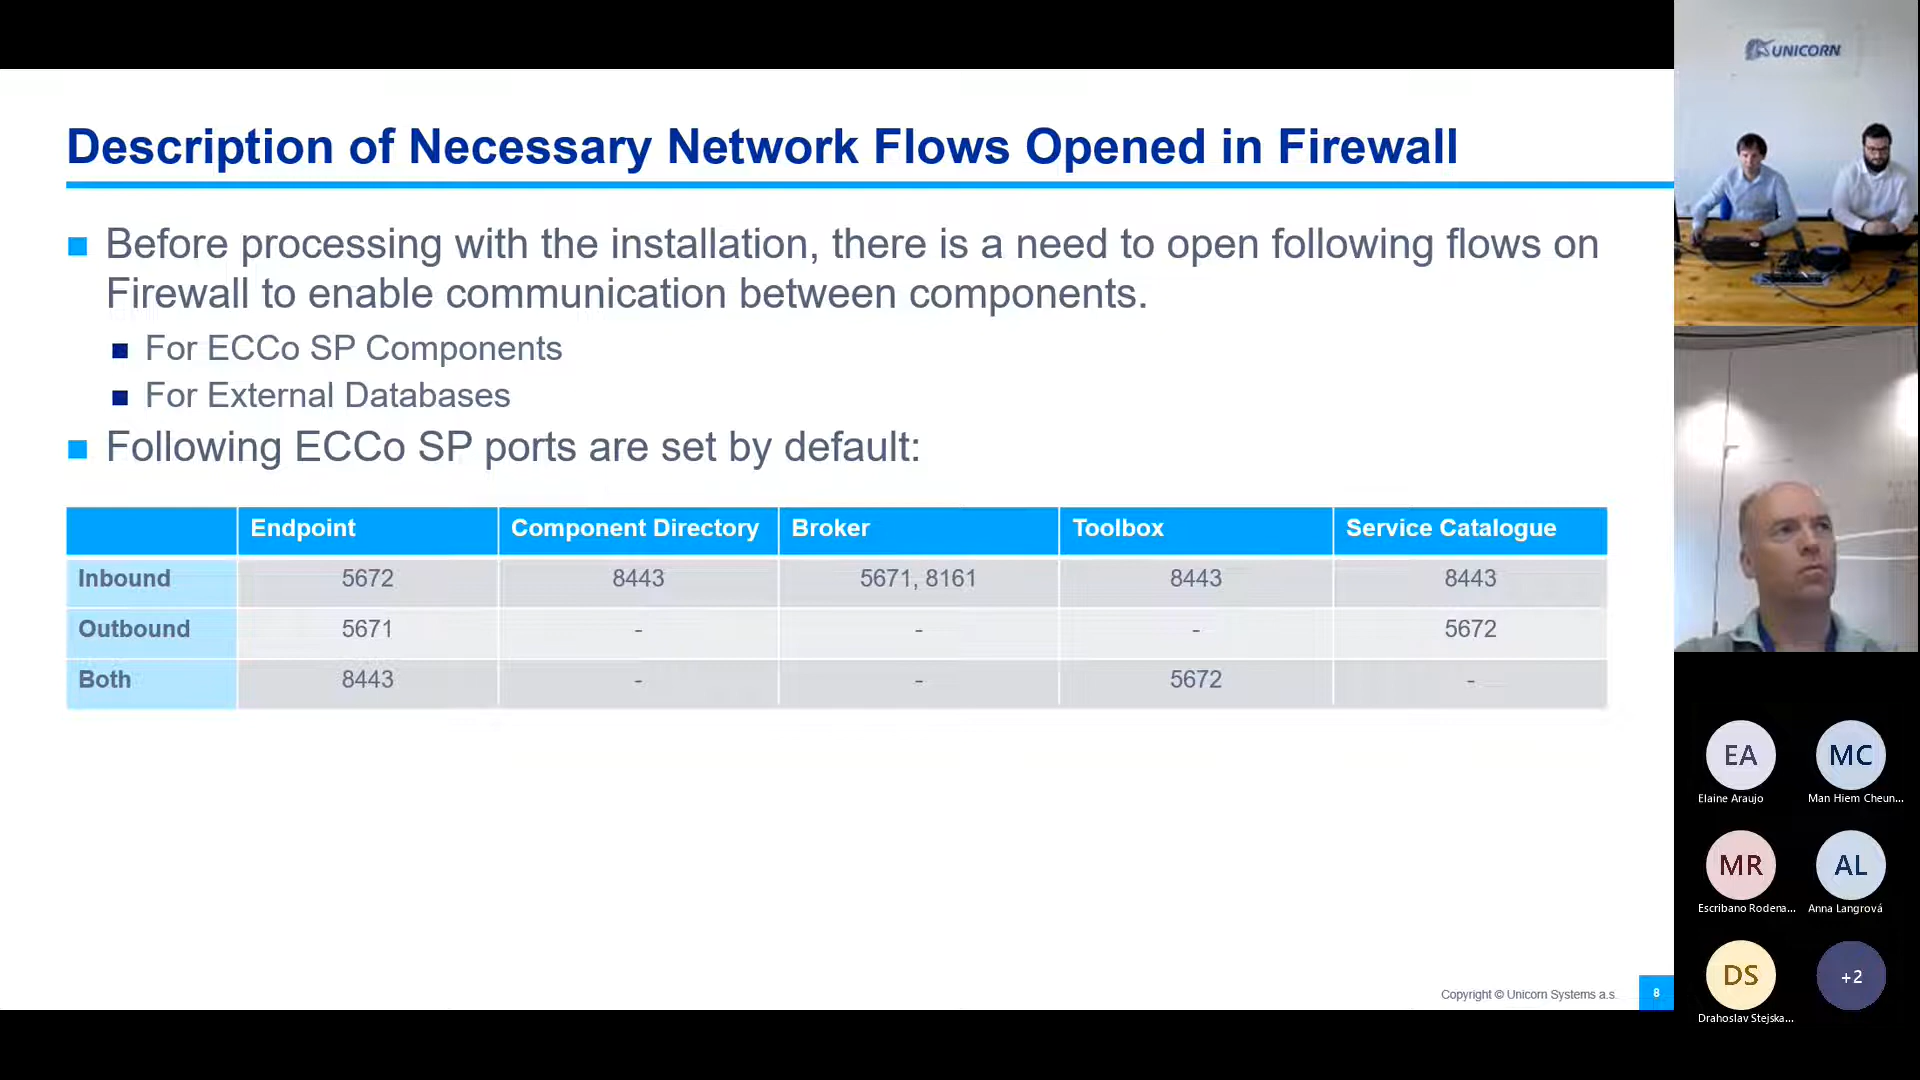 UNICORN
Description of Necessary Network Flows Opened in Firewall
Before processing with the installation, there is a need to open following flows on
Firewall to enable communication between components.
For ECCo SP Components
For External Databases
Following ECCo SP ports are set by default:
Endpoint Component Directory Broker Toolbox Service Catalogue
Inbound 5672 8443 5671, 8161 8443 8443
Outbound 5671 - - - 5672
Both 8443 - - 5672 -
EA MC
Elaine Araujo Man Hiem Cheun...
MR AL
Escribano Rodena... Anna Langrová
DS +2
Drahoslav Stejska...
Copyright © Unicorn Systems a.s. 8